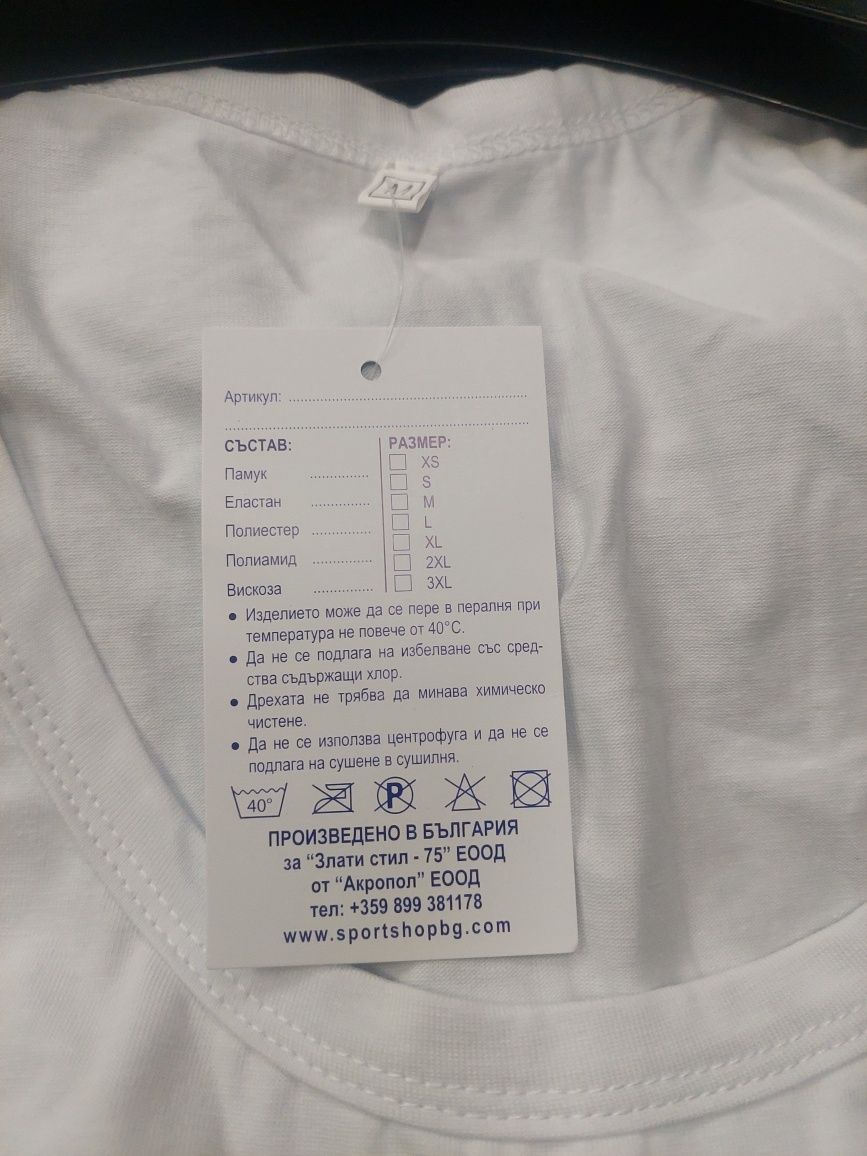 M
Артикул: ..........................................................
..........................................................................
СЪСТАВ:
Памук ...............
Еластан ...............
Полиестер ...............
Полиамид ...............
Вискоза ...............
РАЗМЕР:
XS
S
M
L
XL
2XL
3XL
• Изделието може да се пере в пералня при
температура не повече от 40°С.
• Да не се подлага на избелване със сред-
ства съдържащи хлор.
• Дрехата не трябва да минава химическо
чистене.
• Да не се използва центрофуга и да не се
подлага на сушене в сушилня.
40° P
ПРОИЗВЕДЕНО В БЪЛГАРИЯ
за “Злати стил - 75” ЕООД
от “Акропол” ЕООД
тел: +359 899 381178
www.sportshopbg.com